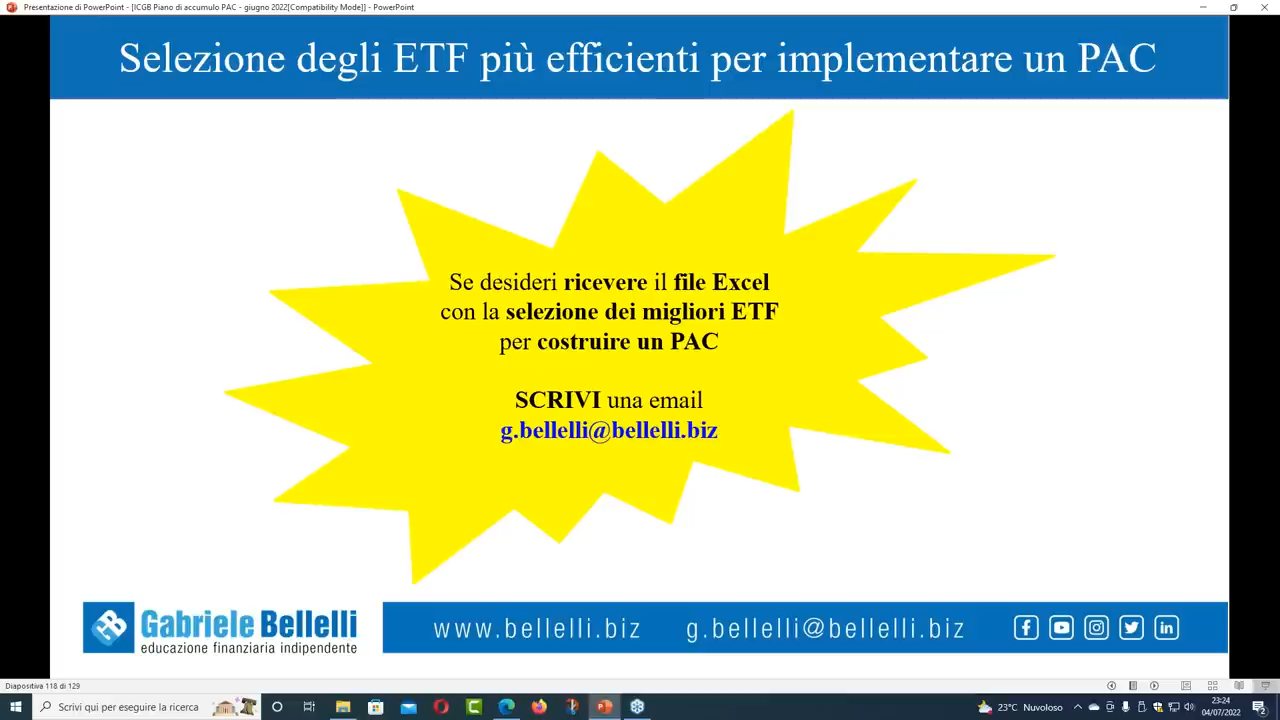 Presentazione di PowerPoint - [ICGB Piano di accumulo PAC - giugno 2022[Compatibility Mode]] - PowerPoint
Selezione degli ETF più efficienti per implementare un PAC
Se desideri ricevere il file Excel
con la selezione dei migliori ETF
per costruire un PAC
SCRIVI una email
g.bellelli@bellelli.biz
Gabriele Bellelli
educazione finanziaria indipendente
www.bellelli.biz g.bellelli@bellelli.biz
Diapositiva 118 di 129
Scrivi qui per eseguire la ricerca
23°C Nuvoloso
23:24
04/07/2022
2